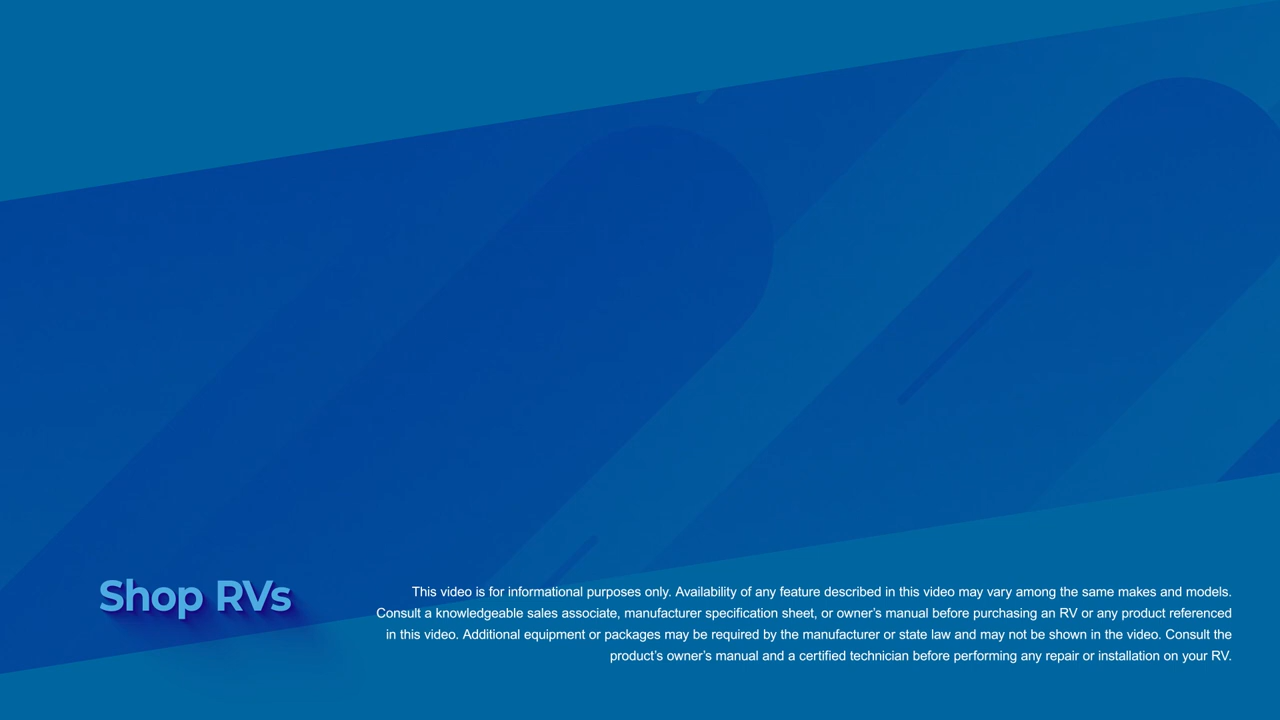 Shop RVs
This video is for informational purposes only. Availability of any feature described in this video may vary among the same makes and models.
Consult a knowledgeable sales associate, manufacturer specification sheet, or owner’s manual before purchasing an RV or any product referenced
in this video. Additional equipment or packages may be required by the manufacturer or state law and may not be shown in the video. Consult the
product’s owner’s manual and a certified technician before performing any repair or installation on your RV.